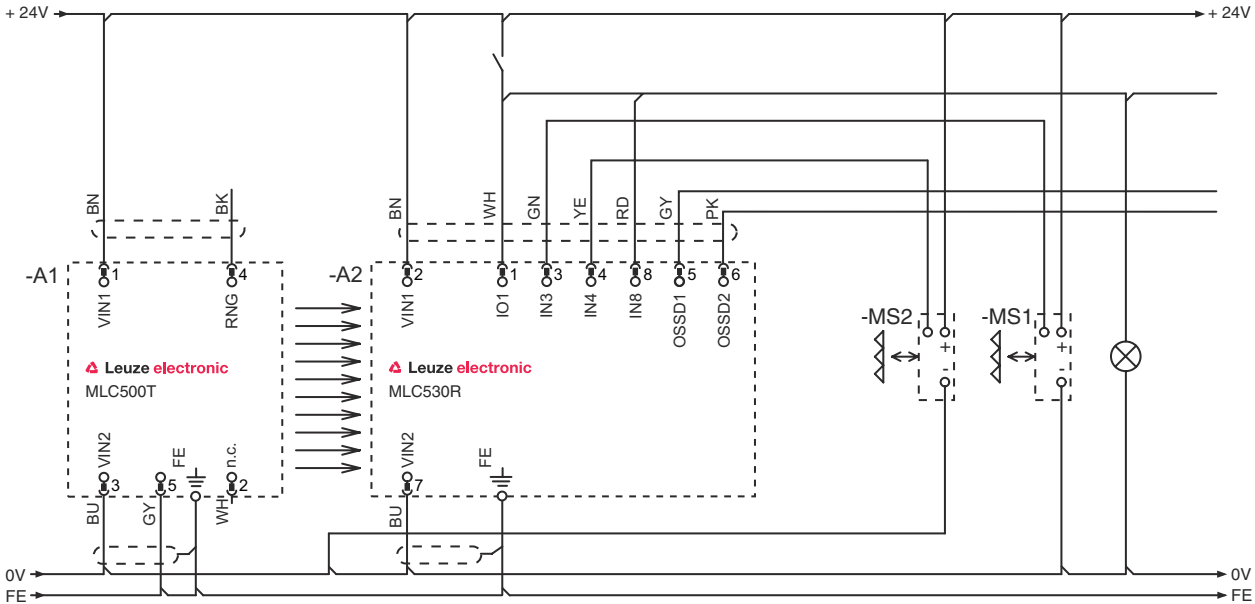 + 24V
+ 24V
BN
BK
BN
WH
GN
YE
RD
GY
PK
-A1
1
4
-A2
2
1
3
4
8
5
6
VIN1
RNG
VIN1
IO1
IN3
IN4
IN8
OSSD1
OSSD2
-MS2
-MS1
+
+
-
-
Leuze electronic
MLC500T
Leuze electronic
MLC530R
VIN2
FE
n.c.
VIN2
FE
3
5
2
7
BU
GY
WH
BU
0V
0V
FE
FE